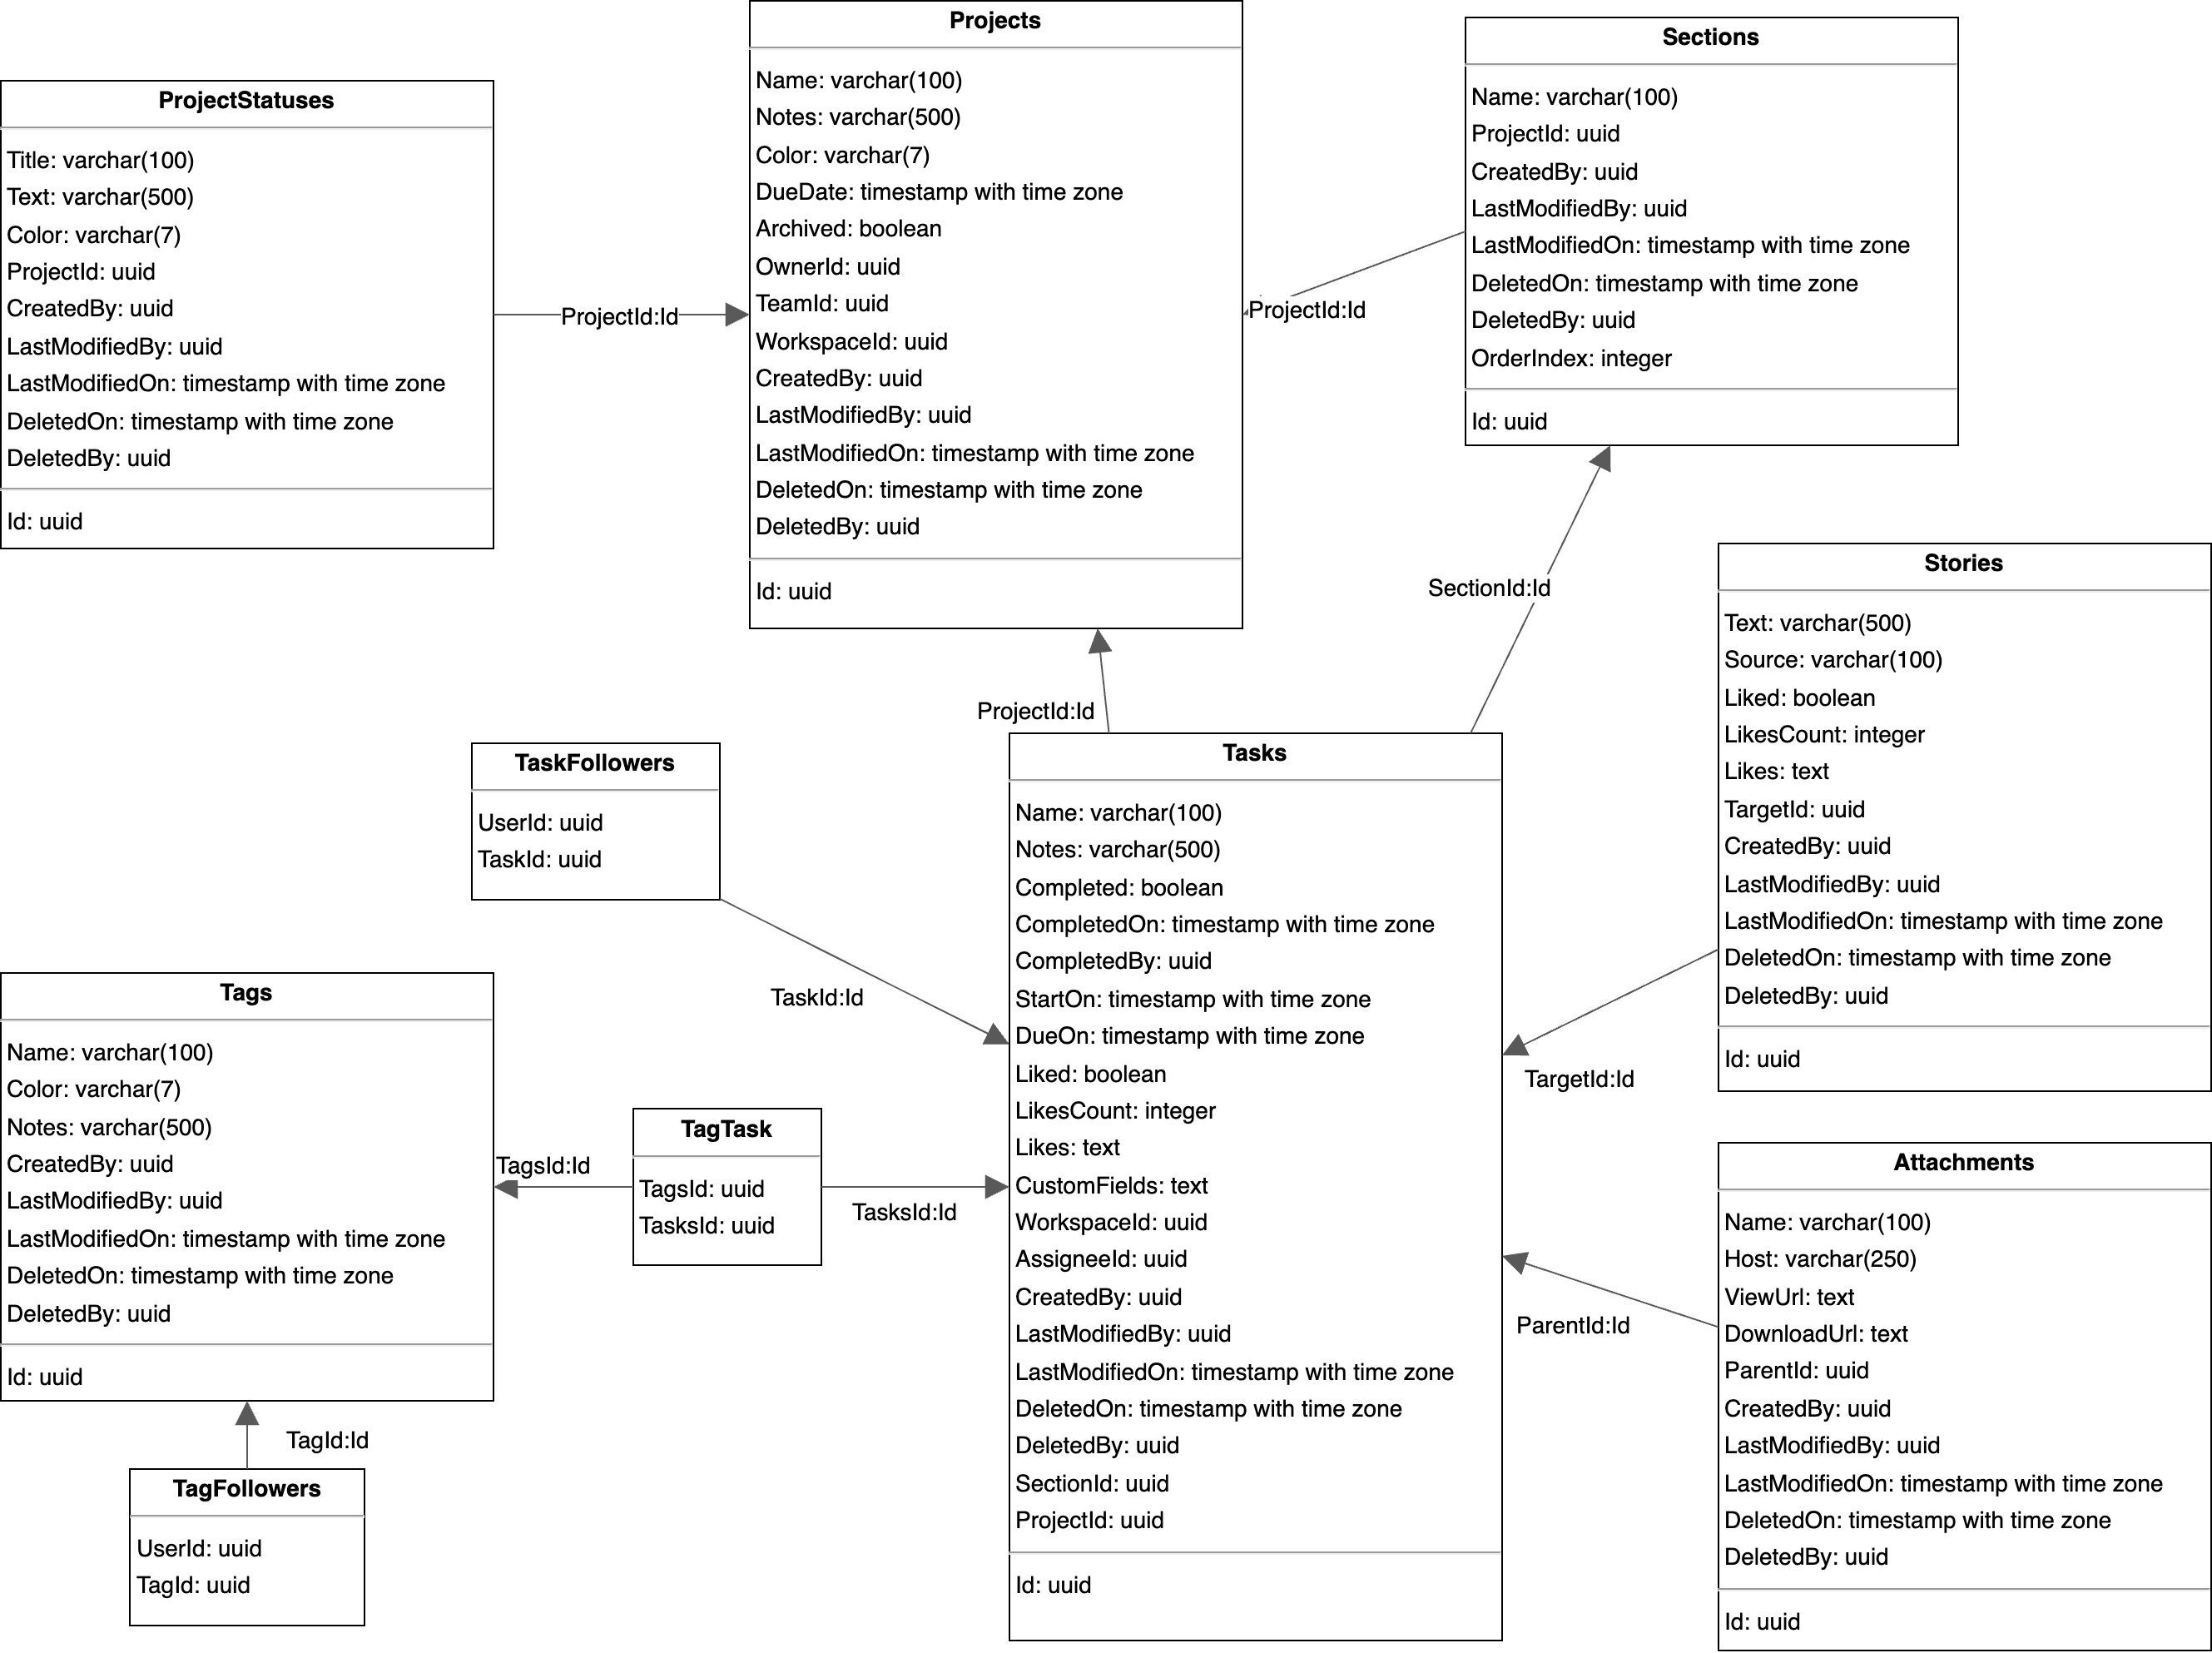 Projects
Name: varchar(100)
Notes: varchar(500)
Color: varchar(7)
DueDate: timestamp with time zone
Archived: boolean
OwnerId: uuid
TeamId: uuid
WorkspaceId: uuid
CreatedBy: uuid
LastModifiedBy: uuid
LastModifiedOn: timestamp with time zone
DeletedOn: timestamp with time zone
DeletedBy: uuid
Id: uuid
Sections
Name: varchar(100)
ProjectId: uuid
CreatedBy: uuid
LastModifiedBy: uuid
LastModifiedOn: timestamp with time zone
DeletedOn: timestamp with time zone
DeletedBy: uuid
OrderIndex: integer
Id: uuid
ProjectStatuses
Title: varchar(100)
Text: varchar(500)
Color: varchar(7)
ProjectId: uuid
CreatedBy: uuid
LastModifiedBy: uuid
LastModifiedOn: timestamp with time zone
DeletedOn: timestamp with time zone
DeletedBy: uuid
Id: uuid
ProjectId:Id
ProjectId:Id
SectionId:Id
ProjectId:Id
Stories
Text: varchar(500)
Source: varchar(100)
Liked: boolean
LikesCount: integer
Likes: text
TargetId: uuid
CreatedBy: uuid
LastModifiedBy: uuid
LastModifiedOn: timestamp with time zone
DeletedOn: timestamp with time zone
DeletedBy: uuid
Id: uuid
TaskFollowers
UserId: uuid
TaskId: uuid
TaskId:Id
Tasks
Name: varchar(100)
Notes: varchar(500)
Completed: boolean
CompletedOn: timestamp with time zone
CompletedBy: uuid
StartOn: timestamp with time zone
DueOn: timestamp with time zone
Liked: boolean
LikesCount: integer
Likes: text
CustomFields: text
WorkspaceId: uuid
AssigneeId: uuid
CreatedBy: uuid
LastModifiedBy: uuid
LastModifiedOn: timestamp with time zone
DeletedOn: timestamp with time zone
DeletedBy: uuid
SectionId: uuid
ProjectId: uuid
Id: uuid
TargetId:Id
Tags
Name: varchar(100)
Color: varchar(7)
Notes: varchar(500)
CreatedBy: uuid
LastModifiedBy: uuid
LastModifiedOn: timestamp with time zone
DeletedOn: timestamp with time zone
DeletedBy: uuid
Id: uuid
TagsId:Id
TagTask
TagsId: uuid
TasksId: uuid
TasksId:Id
Attachments
Name: varchar(100)
Host: varchar(250)
ViewUrl: text
DownloadUrl: text
ParentId: uuid
CreatedBy: uuid
LastModifiedBy: uuid
LastModifiedOn: timestamp with time zone
DeletedOn: timestamp with time zone
DeletedBy: uuid
Id: uuid
ParentId:Id
TagId:Id
TagFollowers
UserId: uuid
TagId: uuid